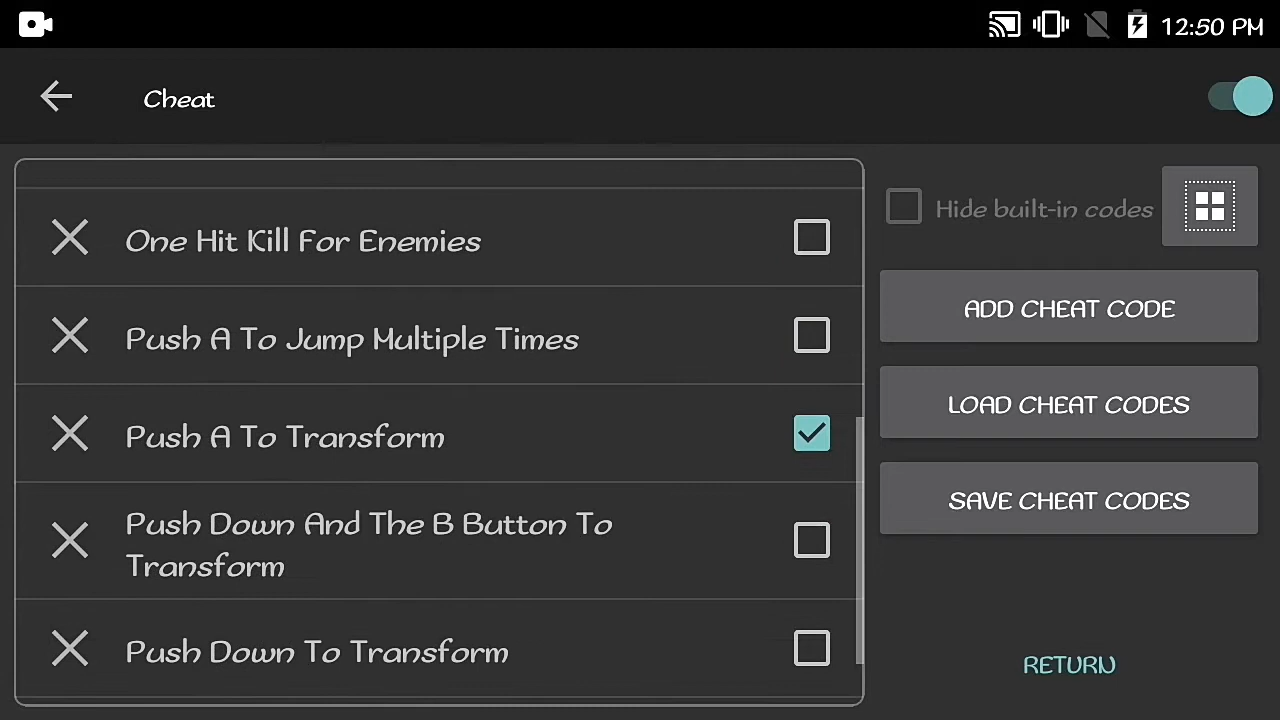 12:50 PM
Cheat
One Hit Kill For Enemies
Push A To Jump Multiple Times
Push A To Transform
Push Down And The B Button To
Transform
Push Down To Transform
Hide built-in codes
ADD CHEAT CODE
LOAD CHEAT CODES
SAVE CHEAT CODES
RETURN